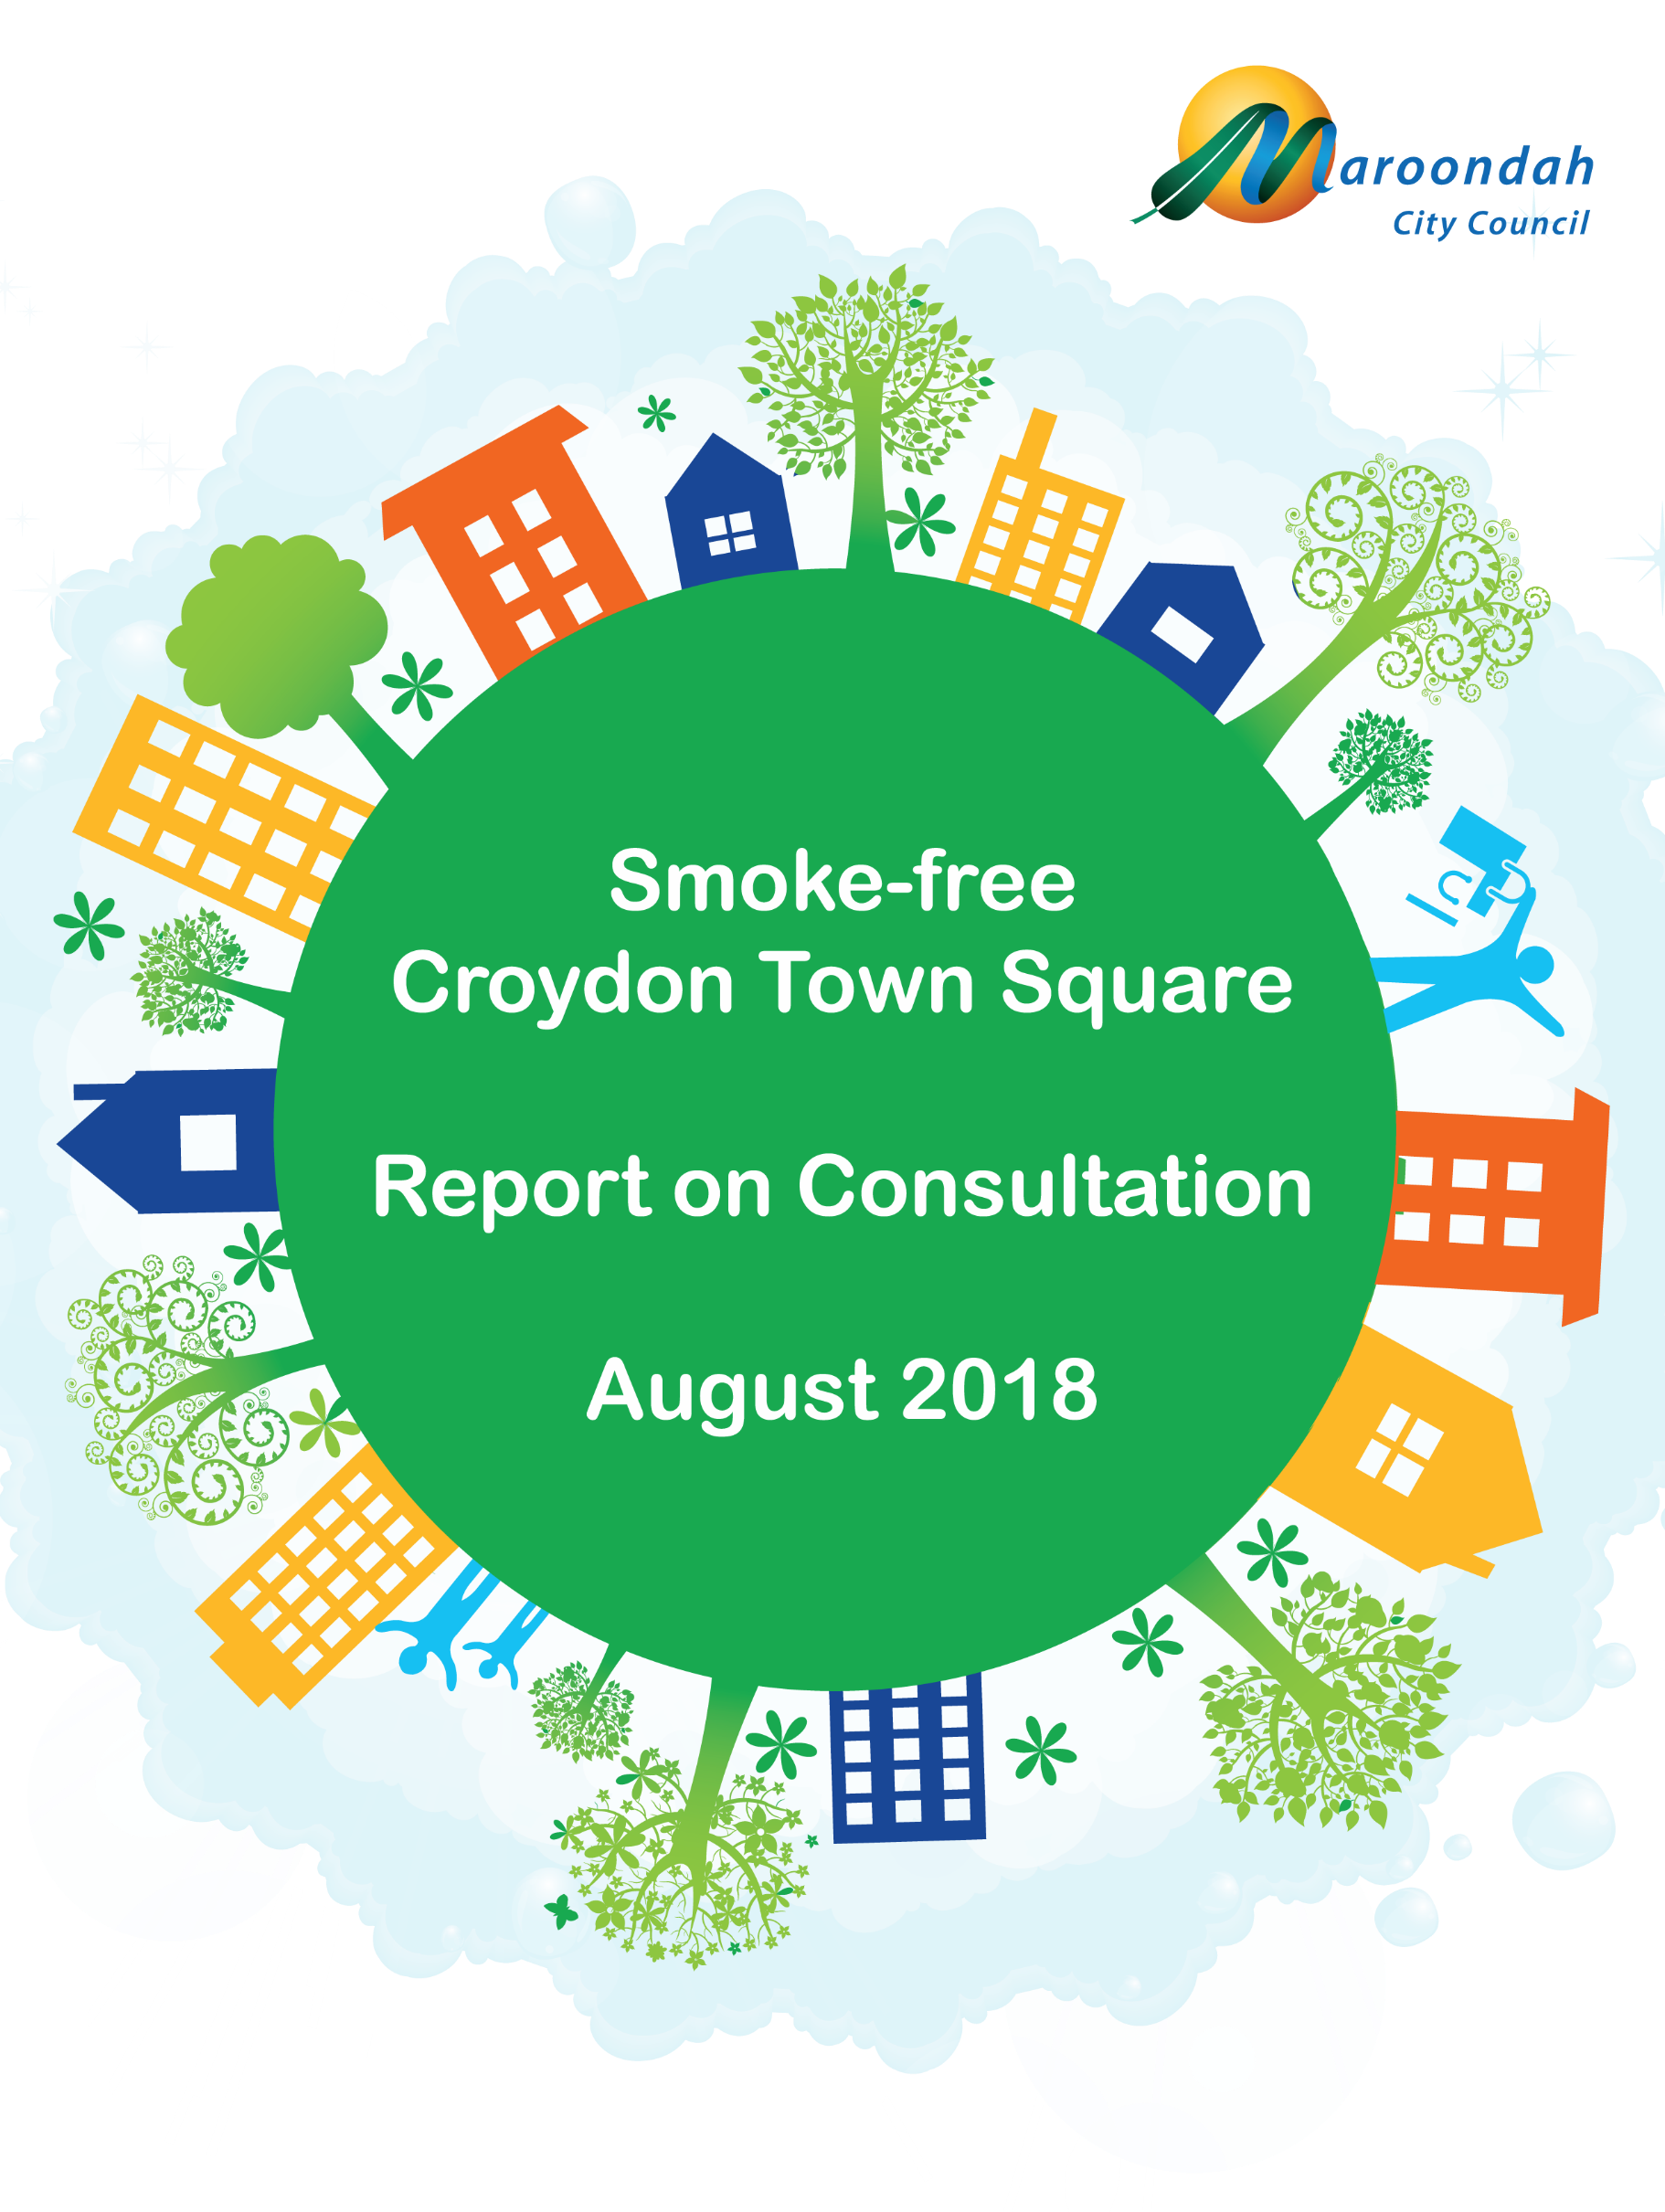 Maroondah
City Council
Smoke-free
Croydon Town Square
Report on Consultation
August 2018